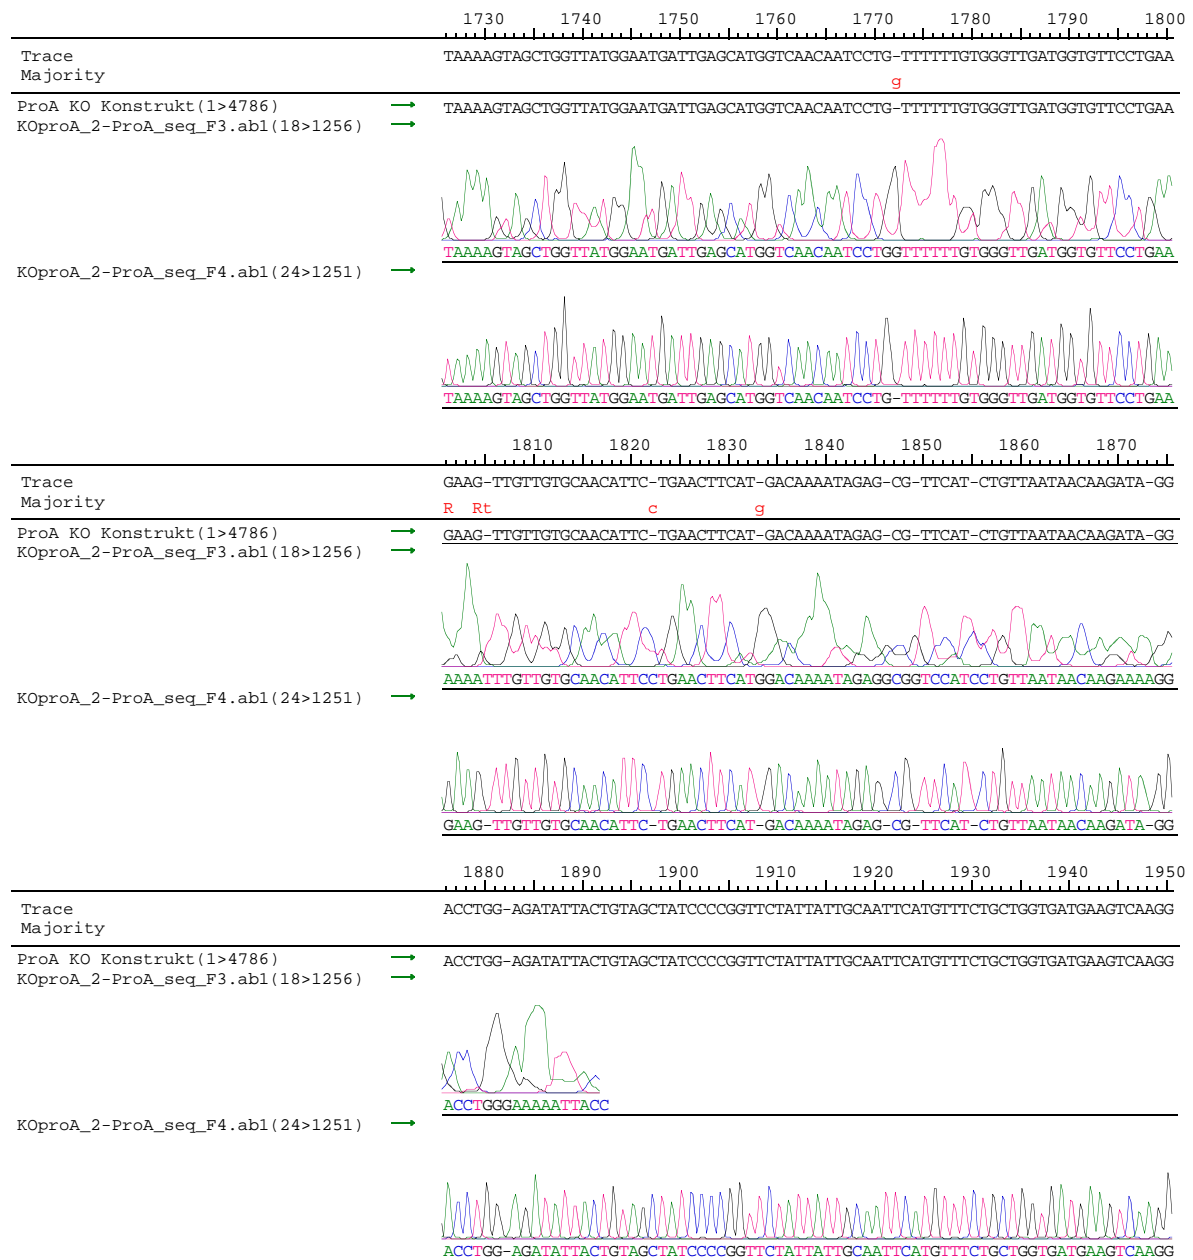 1730 1740 1750 1760 1770 1780 1790 1800
Trace TAAAAGTAGCTGGTTATGGAATGATTGAGCATGGTCAACAATCCTG-TTTTTTGTGGGTTGATGGTGTTCCTGAA
Majority g
ProA KO Konstrukt(1>4786) TAAAAGTAGCTGGTTATGGAATGATTGAGCATGGTCAACAATCCTG-TTTTTTGTGGGTTGATGGTGTTCCTGAA
KOproA_2-ProA_seq_F3.ab1(18>1256)
TAAAAGTAGCTGGTTATGGAATGATTGAGCATGGTCAACAATCCTGGTTTTTTGTGGGTTGATGGTGTTCCTGAA
KOproA_2-ProA_seq_F4.ab1(24>1251)
TAAAAGTAGCTGGTTATGGAATGATTGAGCATGGTCAACAATCCTG-TTTTTTGTGGGTTGATGGTGTTCCTGAA
1810 1820 1830 1840 1850 1860 1870
Trace GAAG-TTGTTGTGCAACATTC-TGAACTTCAT-GACAAAATAGAG-CG-TTCAT-CTGTTAATAACAAGATA-GG
Majority R Rt c g
ProA KO Konstrukt(1>4786) GAAG-TTGTTGTGCAACATTC-TGAACTTCAT-GACAAAATAGAG-CG-TTCAT-CTGTTAATAACAAGATA-GG
KOproA_2-ProA_seq_F3.ab1(18>1256)
AAAATTTGTTGTGCAACATTCCTGAACTTCATGGACAAAATAGAGGCGGTCCATCCTGTTAATAACAAGAAAAGG
KOproA_2-ProA_seq_F4.ab1(24>1251)
GAAG-TTGTTGTGCAACATTC-TGAACTTCAT-GACAAAATAGAG-CG-TTCAT-CTGTTAATAACAAGATA-GG
1880 1890 1900 1910 1920 1930 1940 1950
Trace ACCTGG-AGATATTACTGTAGCTATCCCCGGTTCTATTATTGCAATTCATGTTTCTGCTGGTGATGAAGTCAAGG
Majority
ProA KO Konstrukt(1>4786) ACCTGG-AGATATTACTGTAGCTATCCCCGGTTCTATTATTGCAATTCATGTTTCTGCTGGTGATGAAGTCAAGG
KOproA_2-ProA_seq_F3.ab1(18>1256)
ACCTGGGAAAAATTACC
KOproA_2-ProA_seq_F4.ab1(24>1251)
ACCTGG-AGATATTACTGTAGCTATCCCCGGTTCTATTATTGCAATTCATGTTTCTGCTGGTGATGAAGTCAAGG